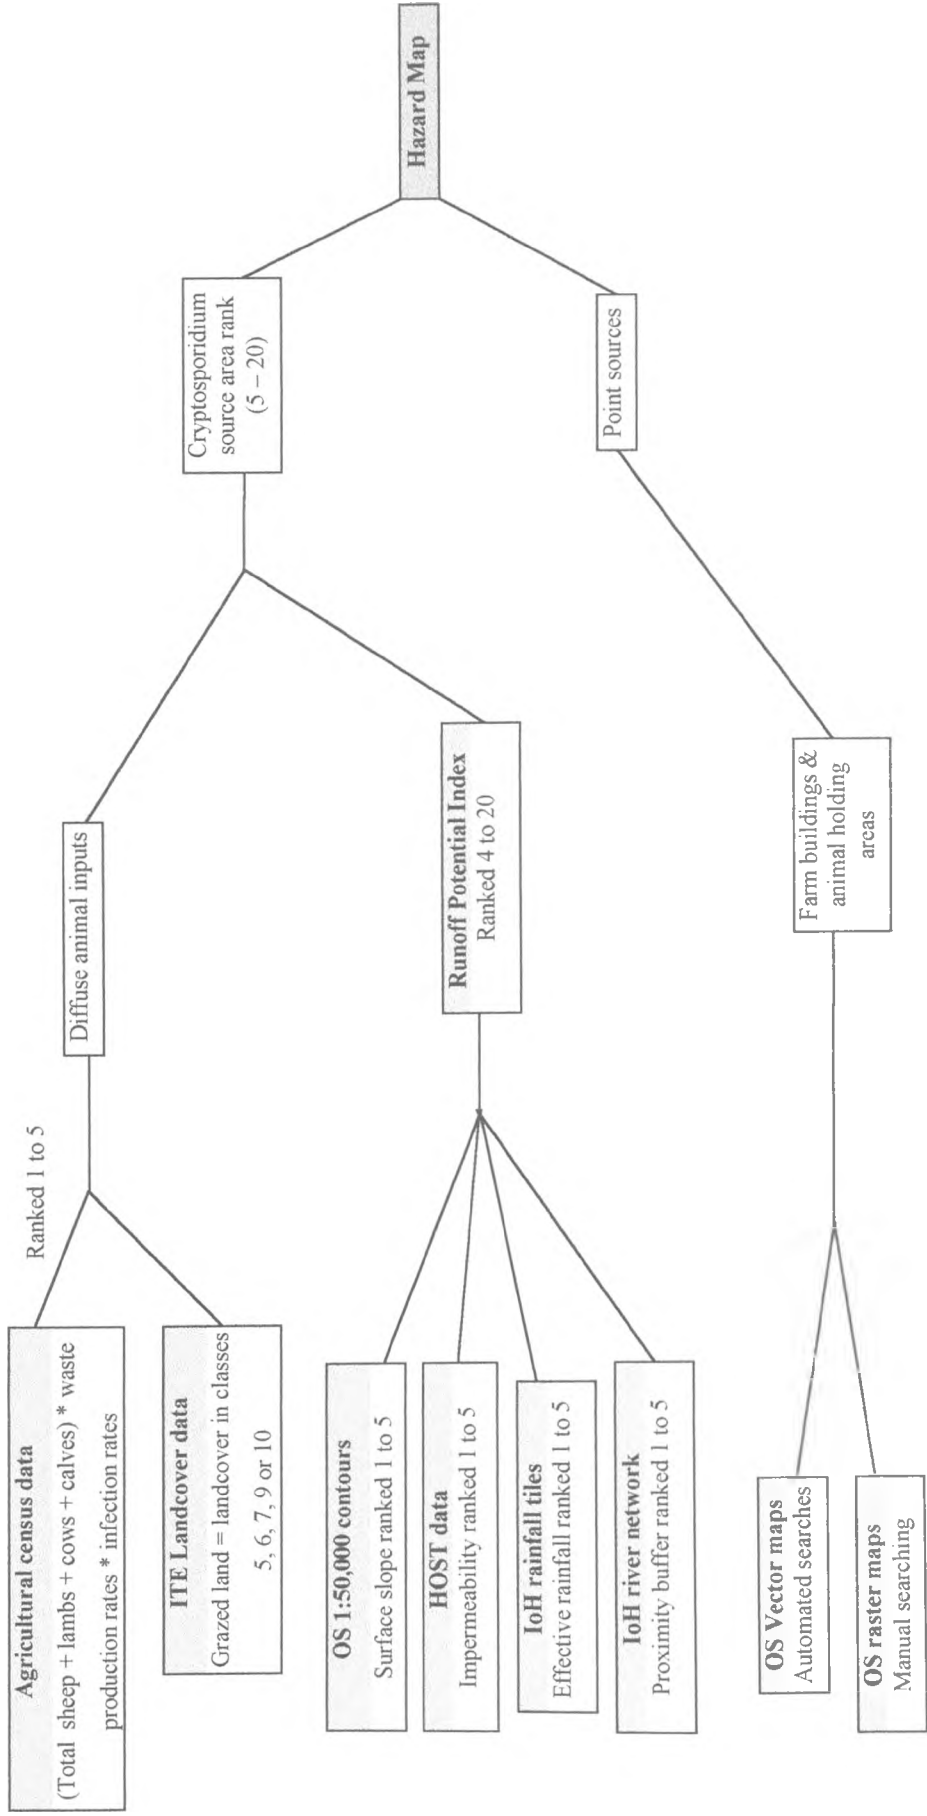 Agricultural census data
(Total sheep + lambs + cows + calves) * waste
production rates * infection rates
ITE Landcover data
Grazed land = landcover in classes
5, 6, 7, 9 or 10
OS 1:50,000 contours
Surface slope ranked 1 to 5
HOST data
Impermeability ranked 1 to 5
IoH rainfall tiles
Effective rainfall ranked 1 to 5
IoH river network
Proximity buffer ranked 1 to 5
OS Vector maps
Automated searches
OS raster maps
Manual searching
Ranked 1 to 5
Diffuse animal inputs
Runoff Potential Index
Ranked 4 to 20
Farm buildings &
animal holding
areas
Cryptosporidium
source area rank
(5 – 20)
Point sources
Hazard Map